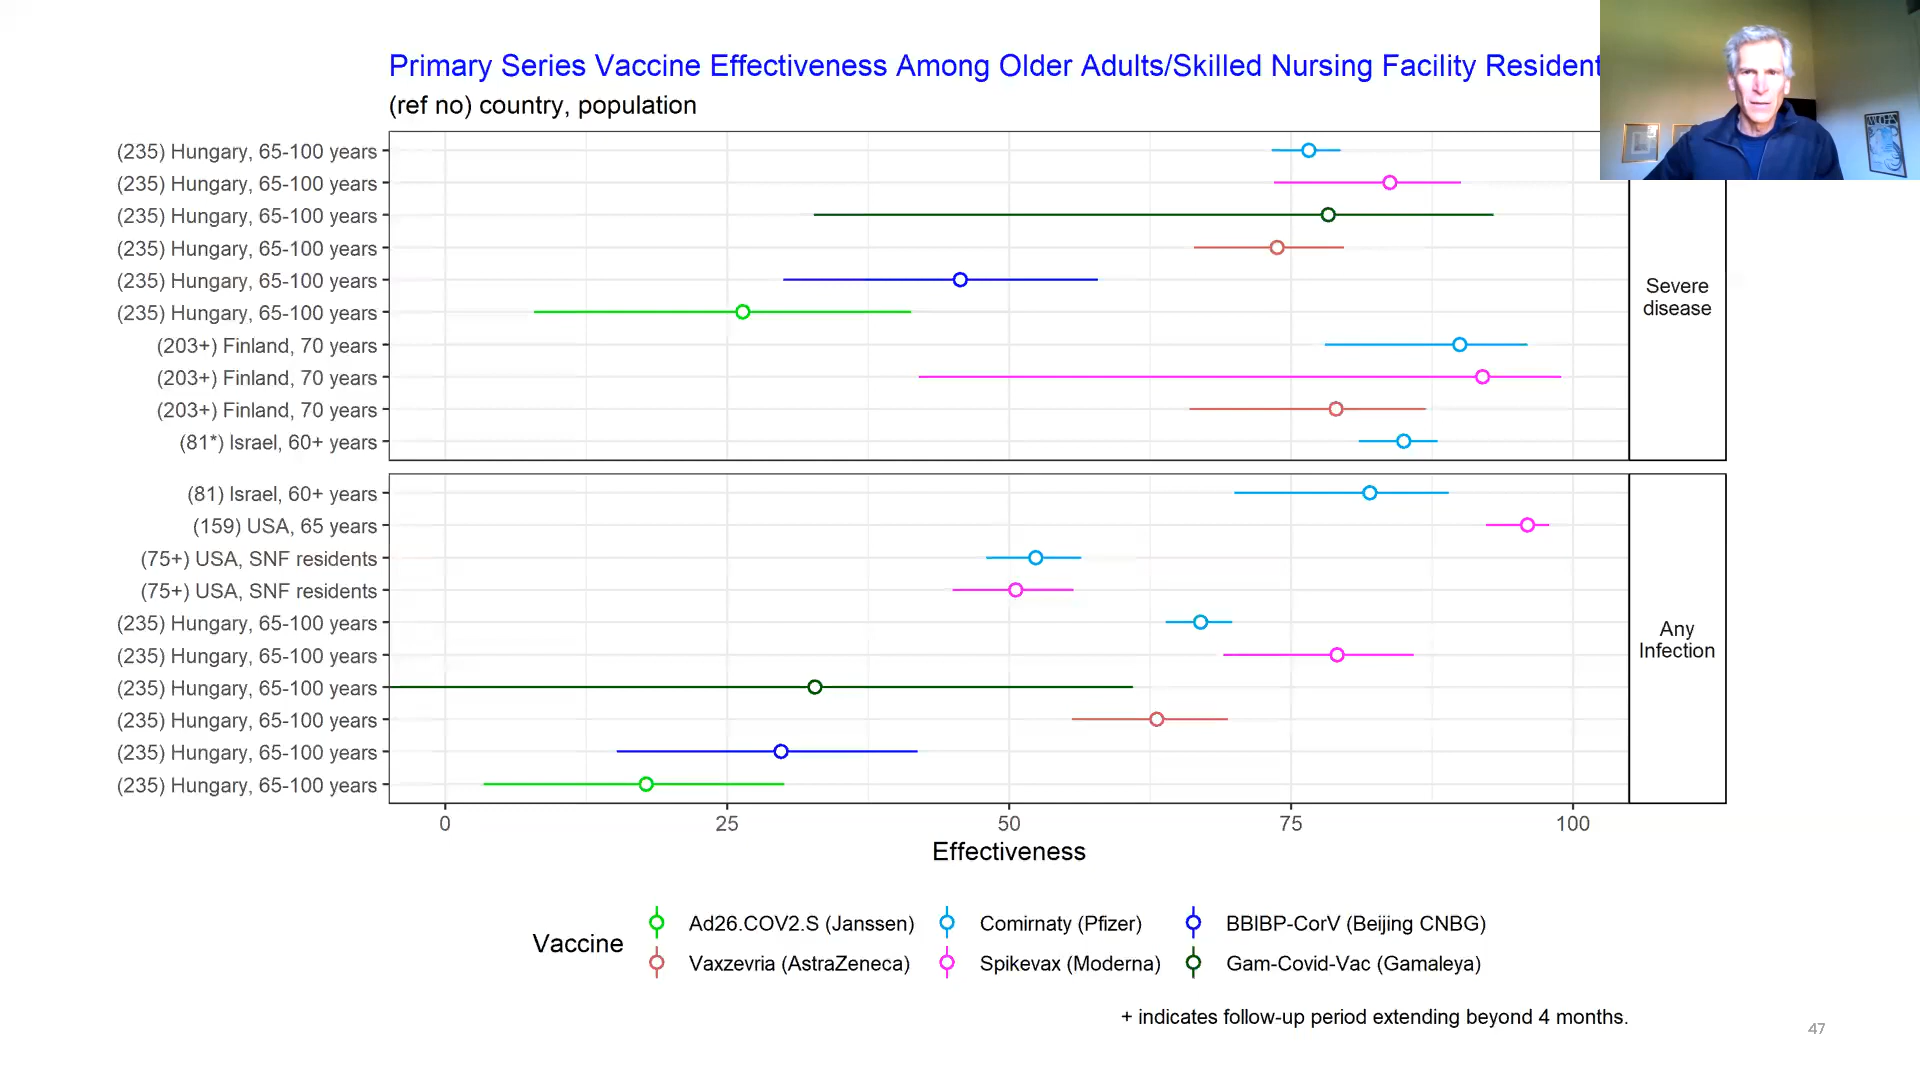 Primary Series Vaccine Effectiveness Among Older Adults/Skilled Nursing Facility Resident
(ref no) country, population
(235) Hungary, 65-100 years
(235) Hungary, 65-100 years
(235) Hungary, 65-100 years
(235) Hungary, 65-100 years
(235) Hungary, 65-100 years
(235) Hungary, 65-100 years
(203+) Finland, 70 years
(203+) Finland, 70 years
(203+) Finland, 70 years
(81*) Israel, 60+ years
Severe
disease
(81) Israel, 60+ years
(159) USA, 65 years
(75+) USA, SNF residents
(75+) USA, SNF residents
(235) Hungary, 65-100 years
(235) Hungary, 65-100 years
(235) Hungary, 65-100 years
(235) Hungary, 65-100 years
(235) Hungary, 65-100 years
(235) Hungary, 65-100 years
Any
Infection
0 25 50 75 100
Effectiveness
Vaccine
Ad26.COV2.S (Janssen) Comirnaty (Pfizer) BBIBP-CorV (Beijing CNBG)
Vaxzevria (AstraZeneca) Spikevax (Moderna) Gam-Covid-Vac (Gamaleya)
+ indicates follow-up period extending beyond 4 months.
47